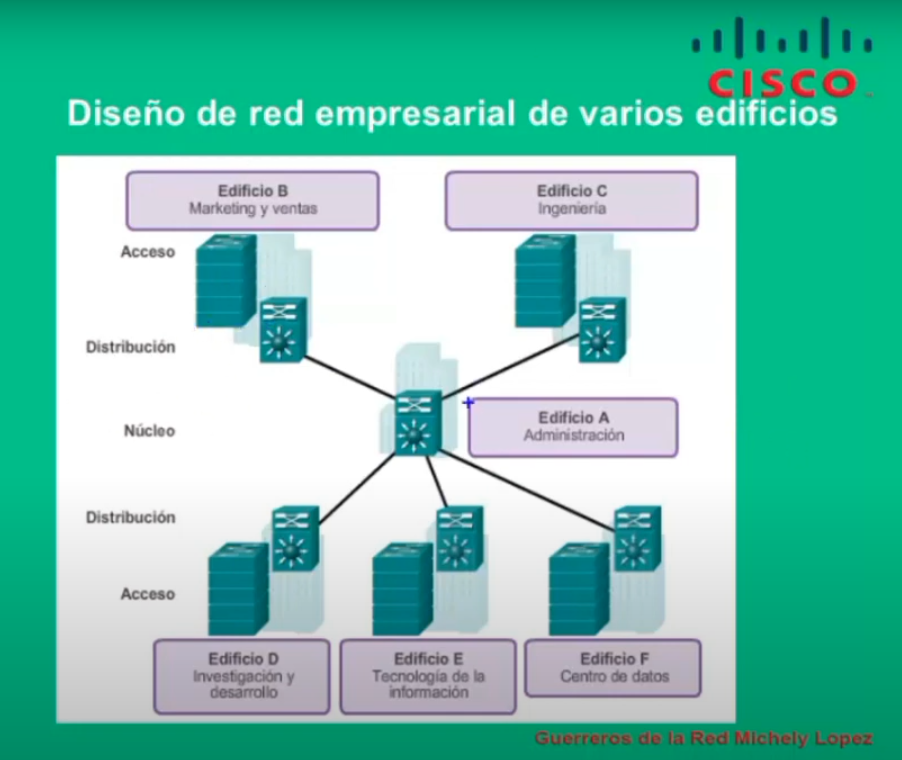 CISCO
Diseño de red empresarial de varios edificios
Edificio B
Marketing y ventas
Edificio C
Ingeniería
Acceso
Distribución
Núcleo
Edificio A
Administración
Distribución
Acceso
Edificio D
Investigación y
desarrollo
Edificio E
Tecnología de la
información
Edificio F
Centro de datos
Guerreros de la Red Michely Lopez